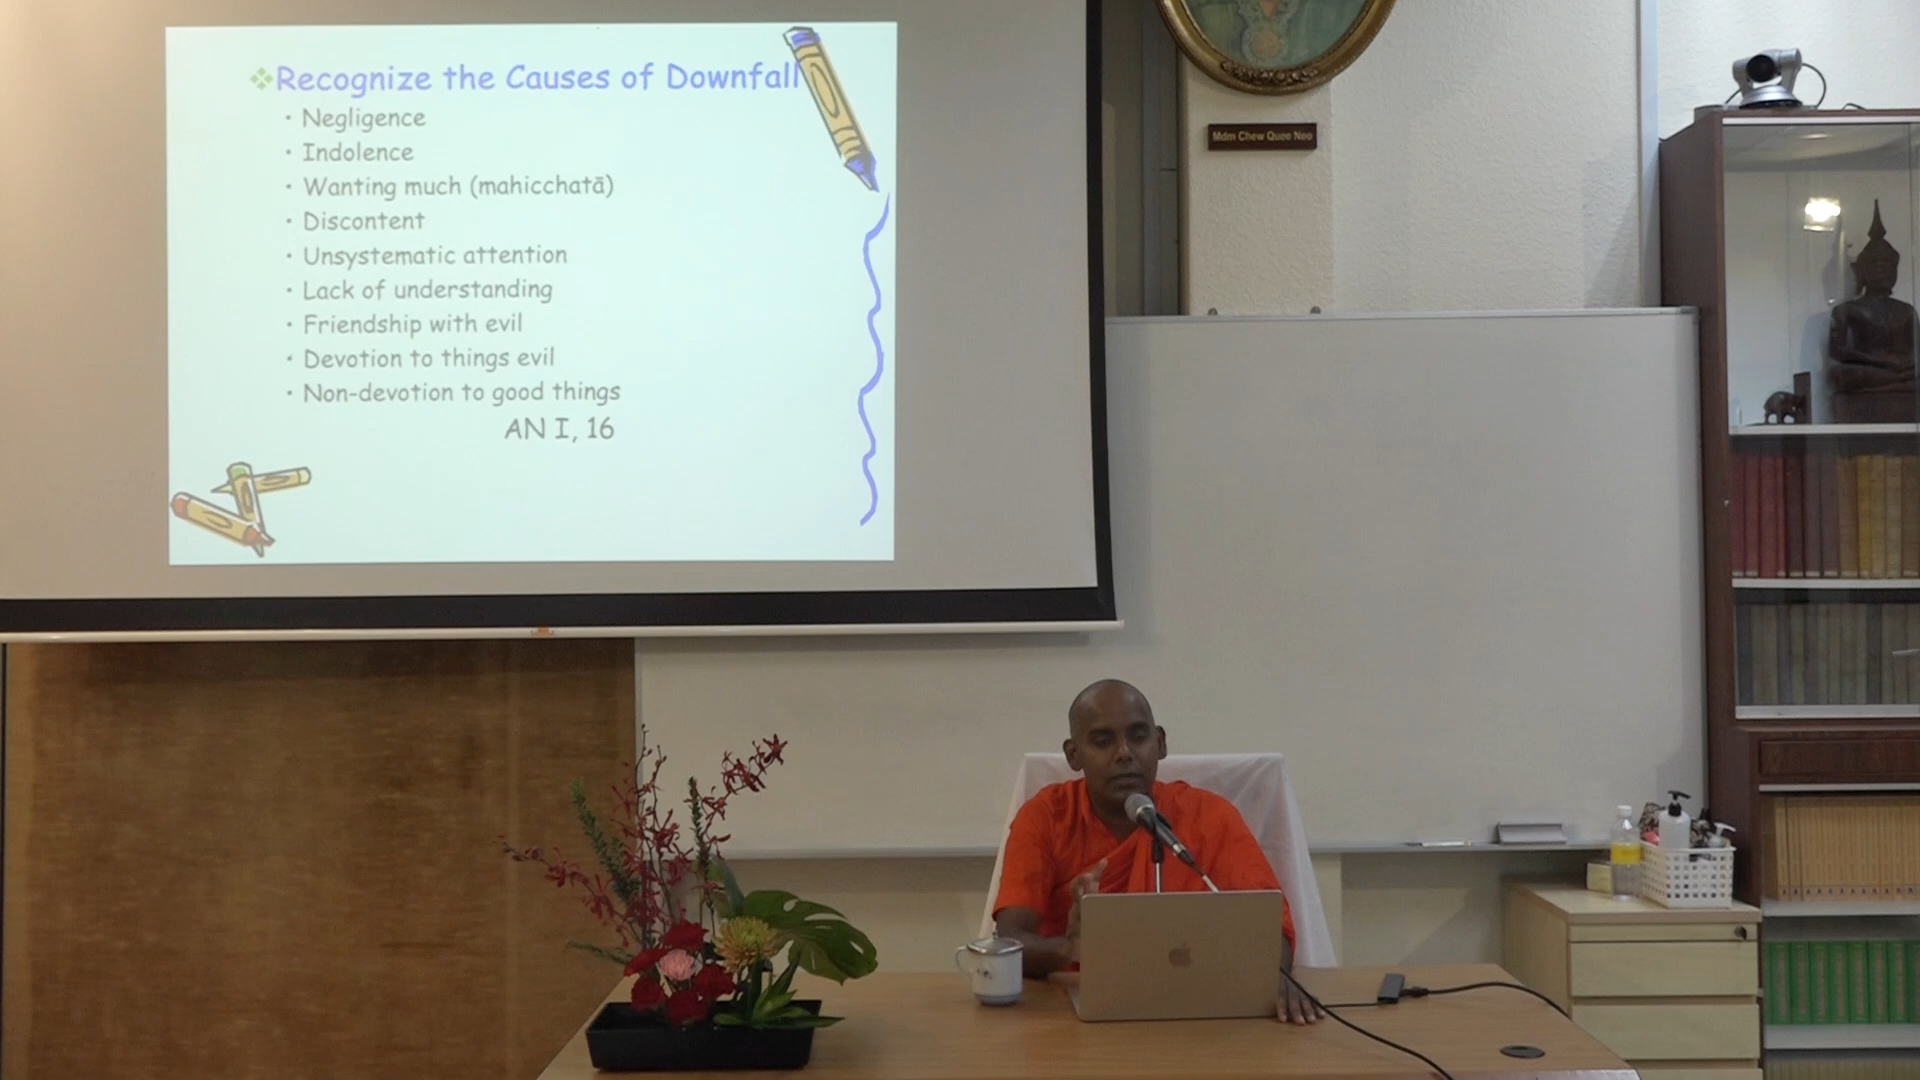 Recognize the Causes of Downfall
• Negligence
• Indolence
• Wanting much (mahicchatā)
• Discontent
• Unsystematic attention
• Lack of understanding
• Friendship with evil
• Devotion to things evil
• Non-devotion to good things
AN I, 16
Mdm Chew Quee Neo